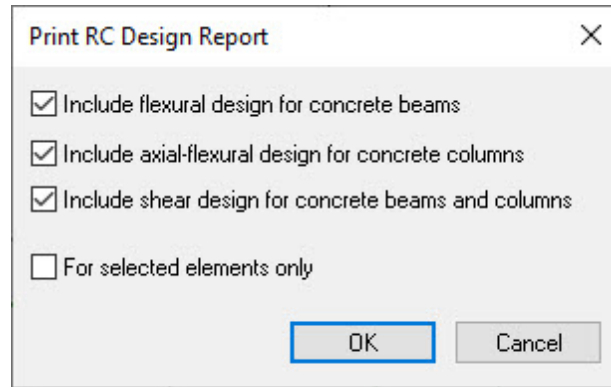 Print RC Design Report
Include flexural design for concrete beams
Include axial-flexural design for concrete columns
Include shear design for concrete beams and columns
For selected elements only
OK Cancel